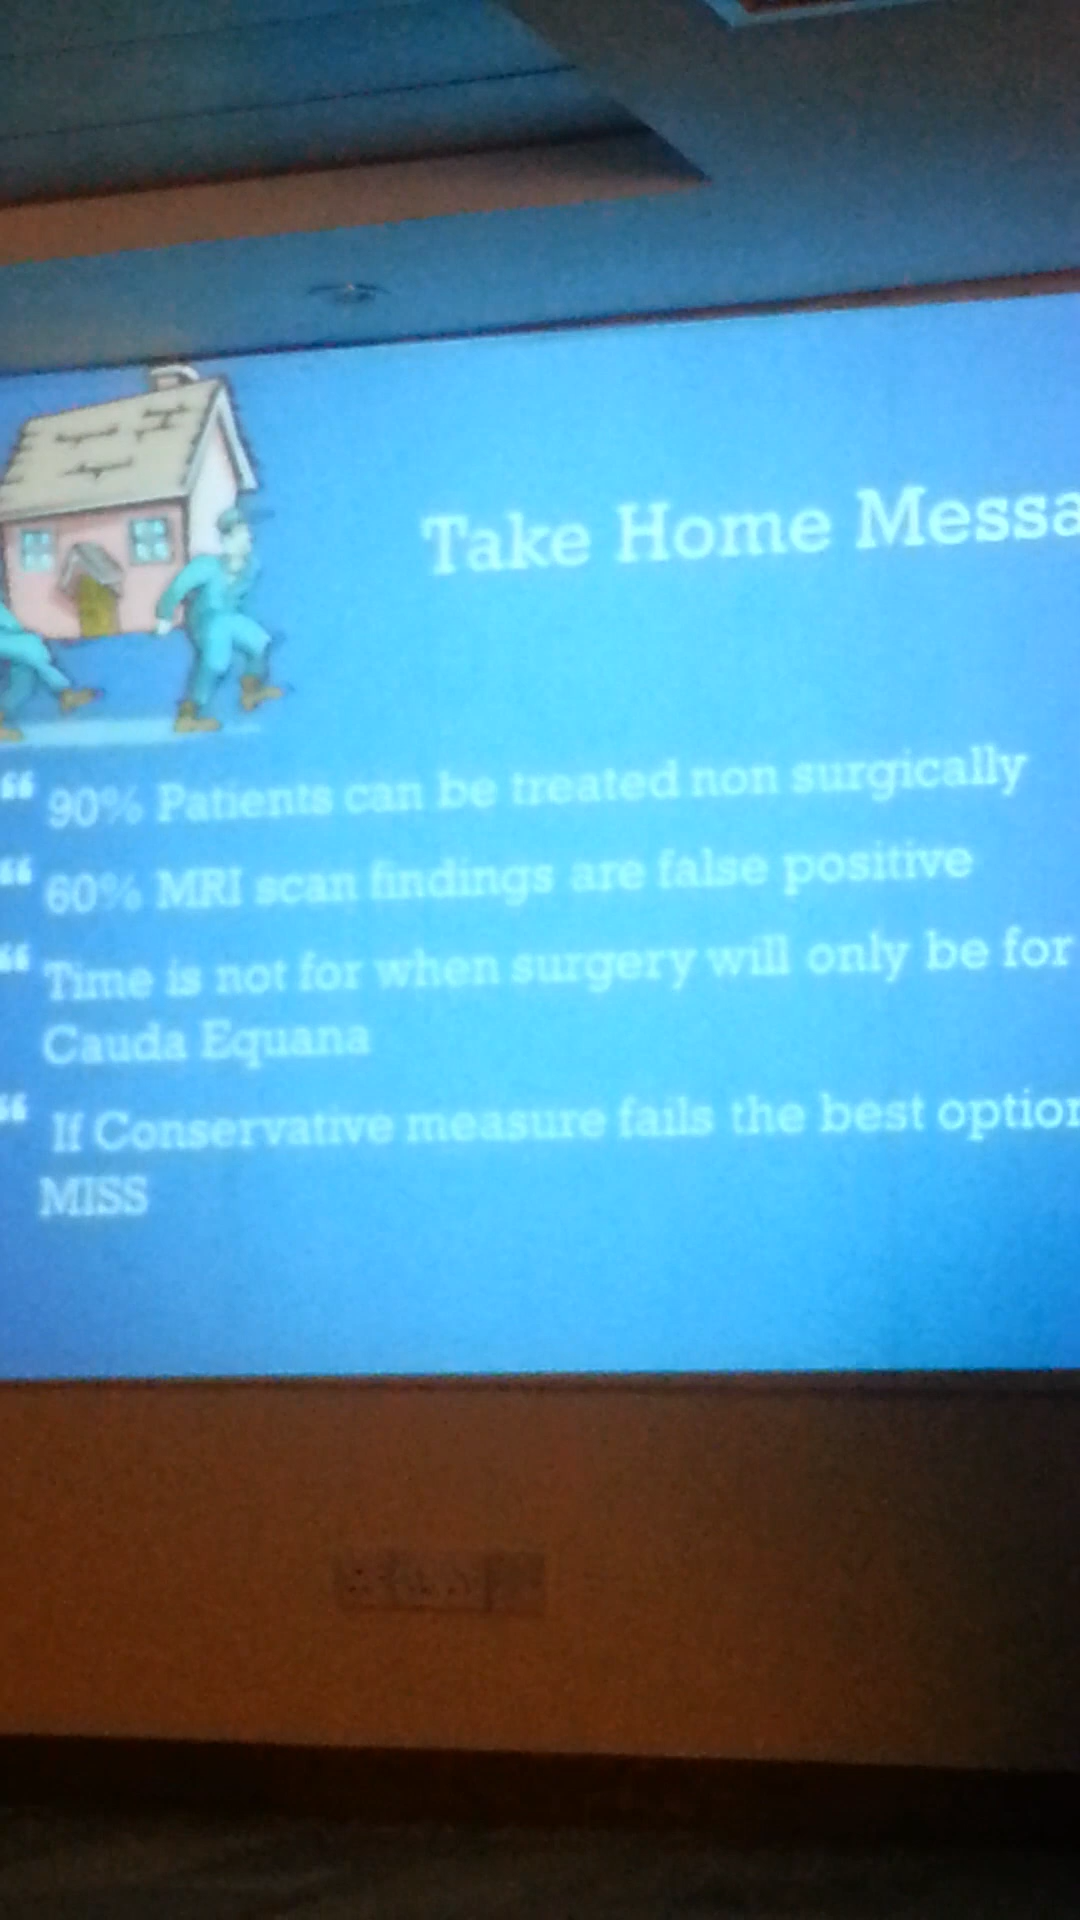 Take Home Messa
“ 90% Patients can be treated non surgically
“ 60% MRI scan findings are false positive
“ Time is not for when surgery will only be for
Cauda Equana
“ If Conservative measure fails the best option
MISS